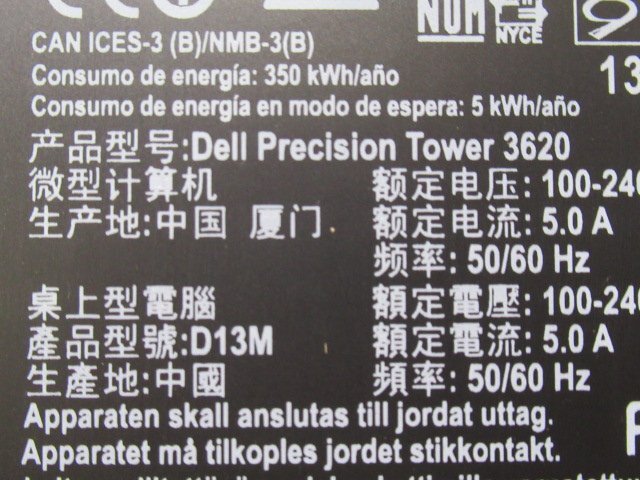 NOM NYCE
CAN ICES-3 (B)/NMB-3(B)
Consumo de energía: 350 kWh/año 13
Consumo de energía en modo de espera: 5 kWh/año
产品型号:Dell Precision Tower 3620
微型计算机 额定电压: 100-240
生产地:中国 厦门 额定电流: 5.0 A
频率: 50/60 Hz
桌上型電腦 額定電壓: 100-240
產品型號:D13M 額定電流: 5.0 A
生產地:中國 頻率: 50/60 Hz
Apparaten skall anslutas till jordat uttag.
Apparatet må tilkoples jordet stikkontakt.